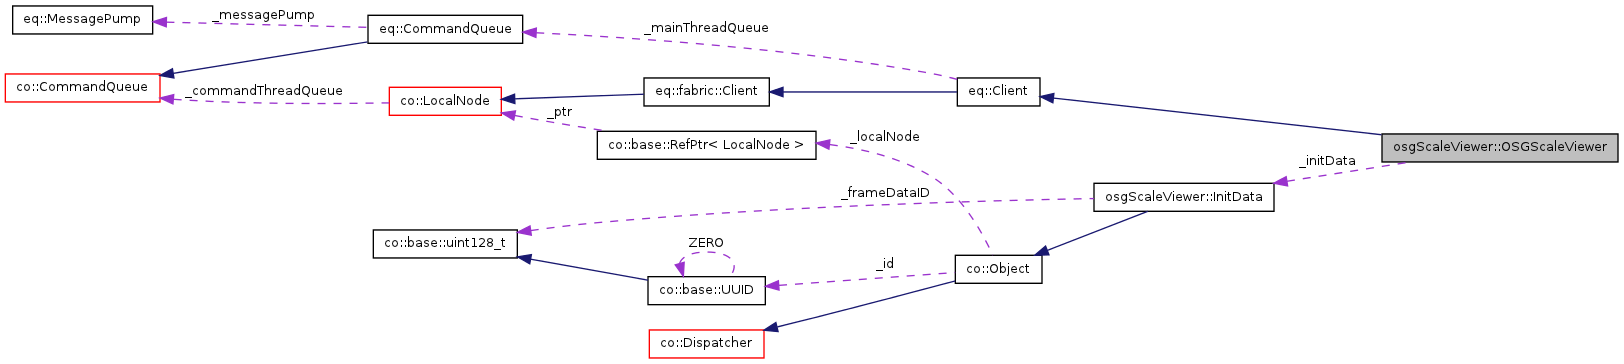 eq::MessagePump
_messagePump
eq::CommandQueue
_mainThreadQueue
co::CommandQueue
_commandThreadQueue
co::LocalNode
eq::fabric::Client
eq::Client
_ptr
co::base::RefPtr< LocalNode >
_localNode
osgScaleViewer::OSGScaleViewer
_initData
_frameDataID
osgScaleViewer::InitData
co::base::uint128_t
ZERO
_id
co::Object
co::base::UUID
co::Dispatcher